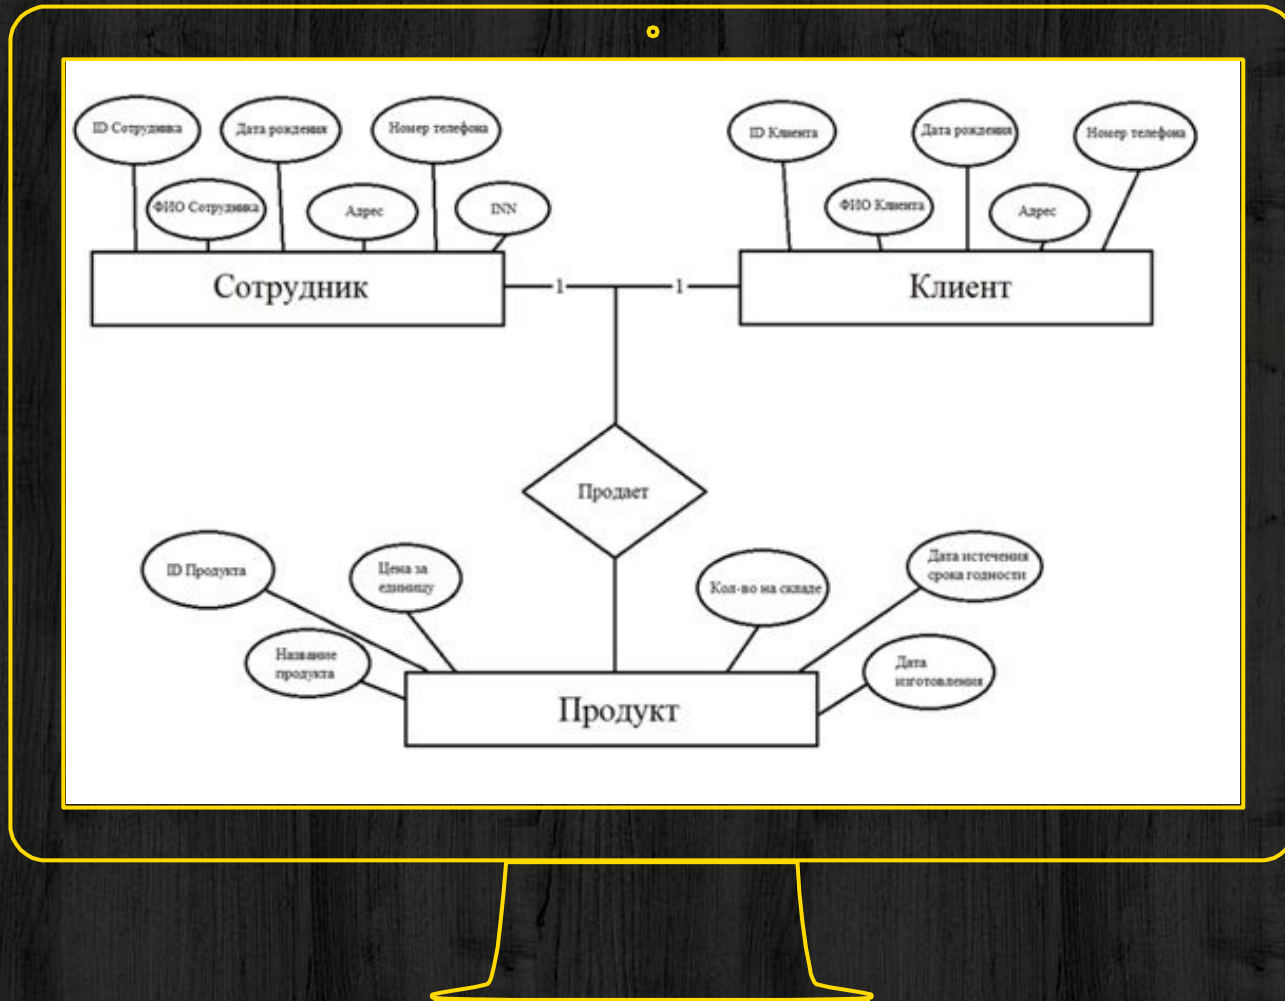 ID Сотрудника
Дата рождения
Номер телефона
ФИО Сотрудника
Адрес
INN
Сотрудник
1
1
ID Клиента
Дата рождения
Номер телефона
ФИО Клиента
Адрес
Клиент
Продает
ID Продукта
Цена за
единицу
Кол-во на складе
Дата истечения
срока годности
Название
продукта
Дата
изготовления
Продукт